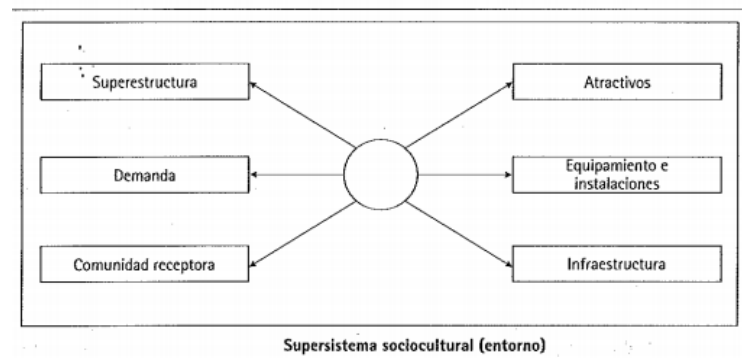 Superestructura
Atractivos
Demanda
Equipamiento e
instalaciones
Comunidad receptora
Infraestructura
Supersistema sociocultural (entorno)